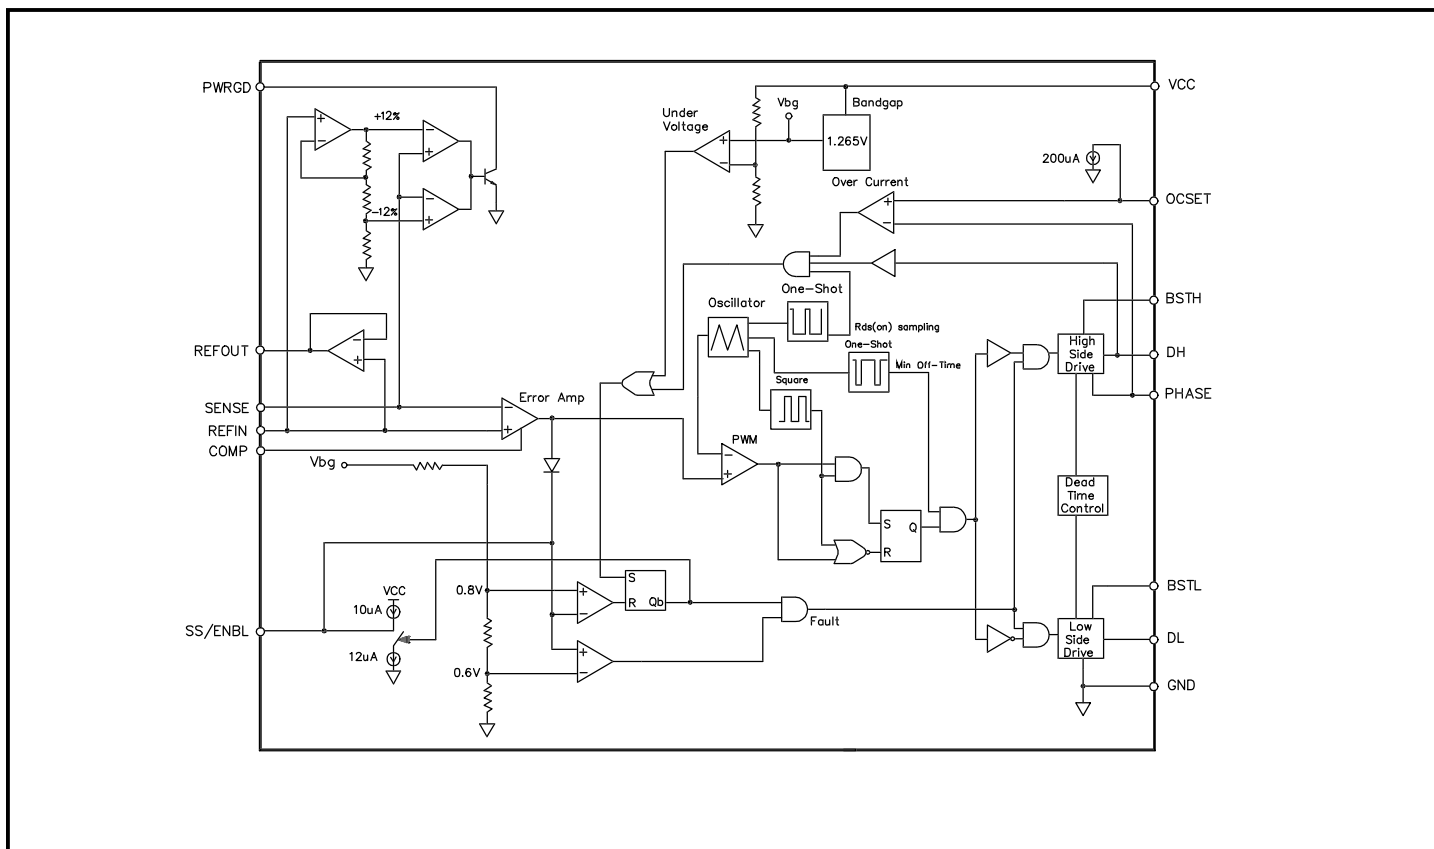 PWRGD
VCC
+12%
Under
Voltage
Vbg
Bandgap
1.265V
+
-
-
+
+
-
200uA
Over Current
OCSET
-12%
-
+
+
-
One-Shot
Oscillator
BSTH
Rds(on) sampling
REFOUT
-
+
One-Shot
Min Off-Time
High
Side
Drive
DH
Square
SENSE
REFIN
COMP
Error Amp
-
+
PHASE
PWM
-
+
Vbg
Dead
Time
Control
S
Q
R
0.8V
+
-
S
R
Qb
BSTL
VCC
10uA
SS/ENBL
12uA
Fault
Low
Side
Drive
DL
0.6V
+
-
GND